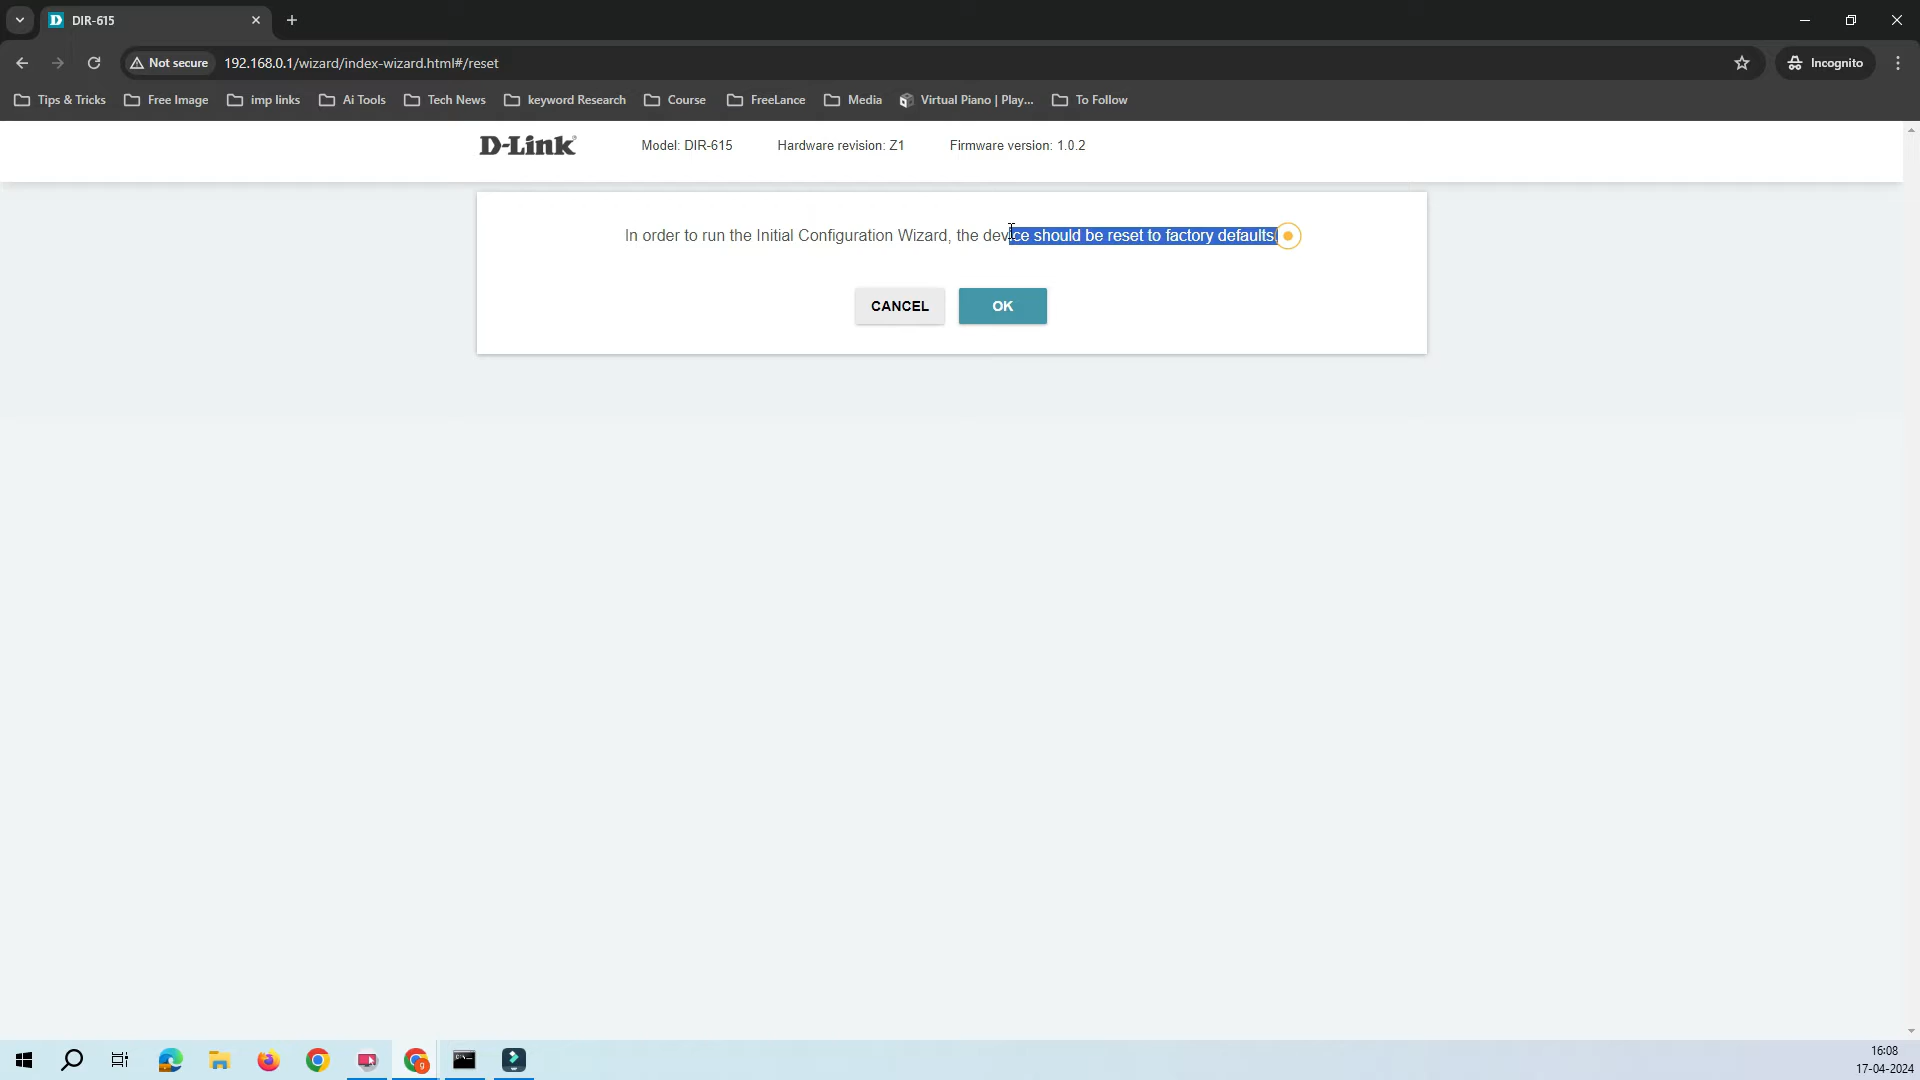 DIR-615
Not secure 192.168.0.1/wizard/index-wizard.html#/reset Incognito
Tips & Tricks Free Image imp links Ai Tools Tech News keyword Research Course FreeLance Media Virtual Piano | Play... To Follow
D-Link Model: DIR-615 Hardware revision: Z1 Firmware version: 1.0.2
In order to run the Initial Configuration Wizard, the device should be reset to factory defaults.
CANCEL OK
16:08
17-04-2024